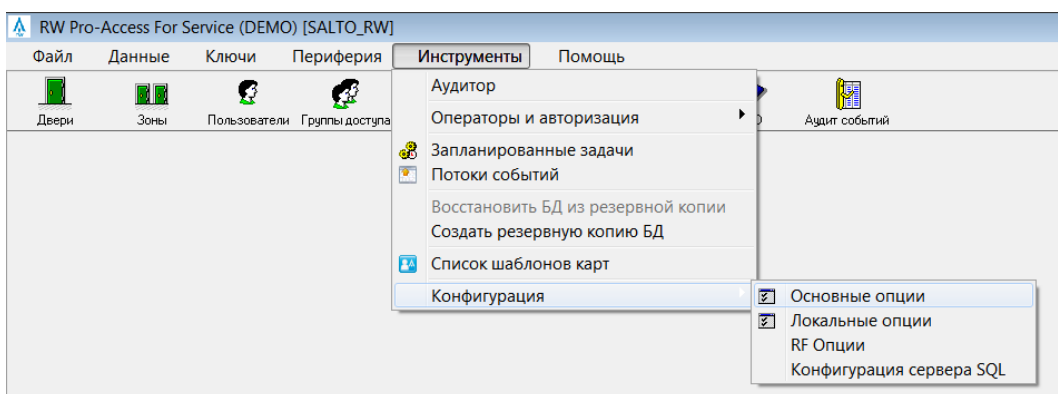 RW Pro-Access For Service (DEMO) [SALTO_RW]
Файл Данные Ключи Периферия Инструменты Помощь
Двери Зоны Пользователи Группы доступа Аудит событий
Аудитор
Операторы и авторизация
Запланированные задачи
Потоки событий
Восстановить БД из резервной копии
Создать резервную копию БД
Список шаблонов карт
Конфигурация
Основные опции
Локальные опции
RF Опции
Конфигурация сервера SQL